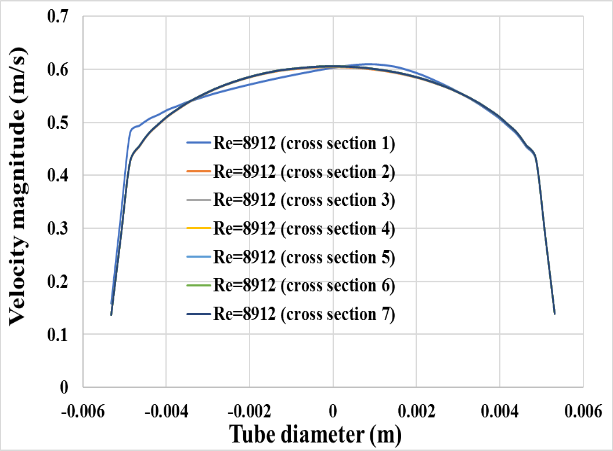 0.7
0.6
0.5
0.4
0.3
0.2
0.1
0
Velocity magnitude (m/s)
Re=8912 (cross section 1)
Re=8912 (cross section 2)
Re=8912 (cross section 3)
Re=8912 (cross section 4)
Re=8912 (cross section 5)
Re=8912 (cross section 6)
Re=8912 (cross section 7)
-0.006 -0.004 -0.002 0 0.002 0.004 0.006
Tube diameter (m)